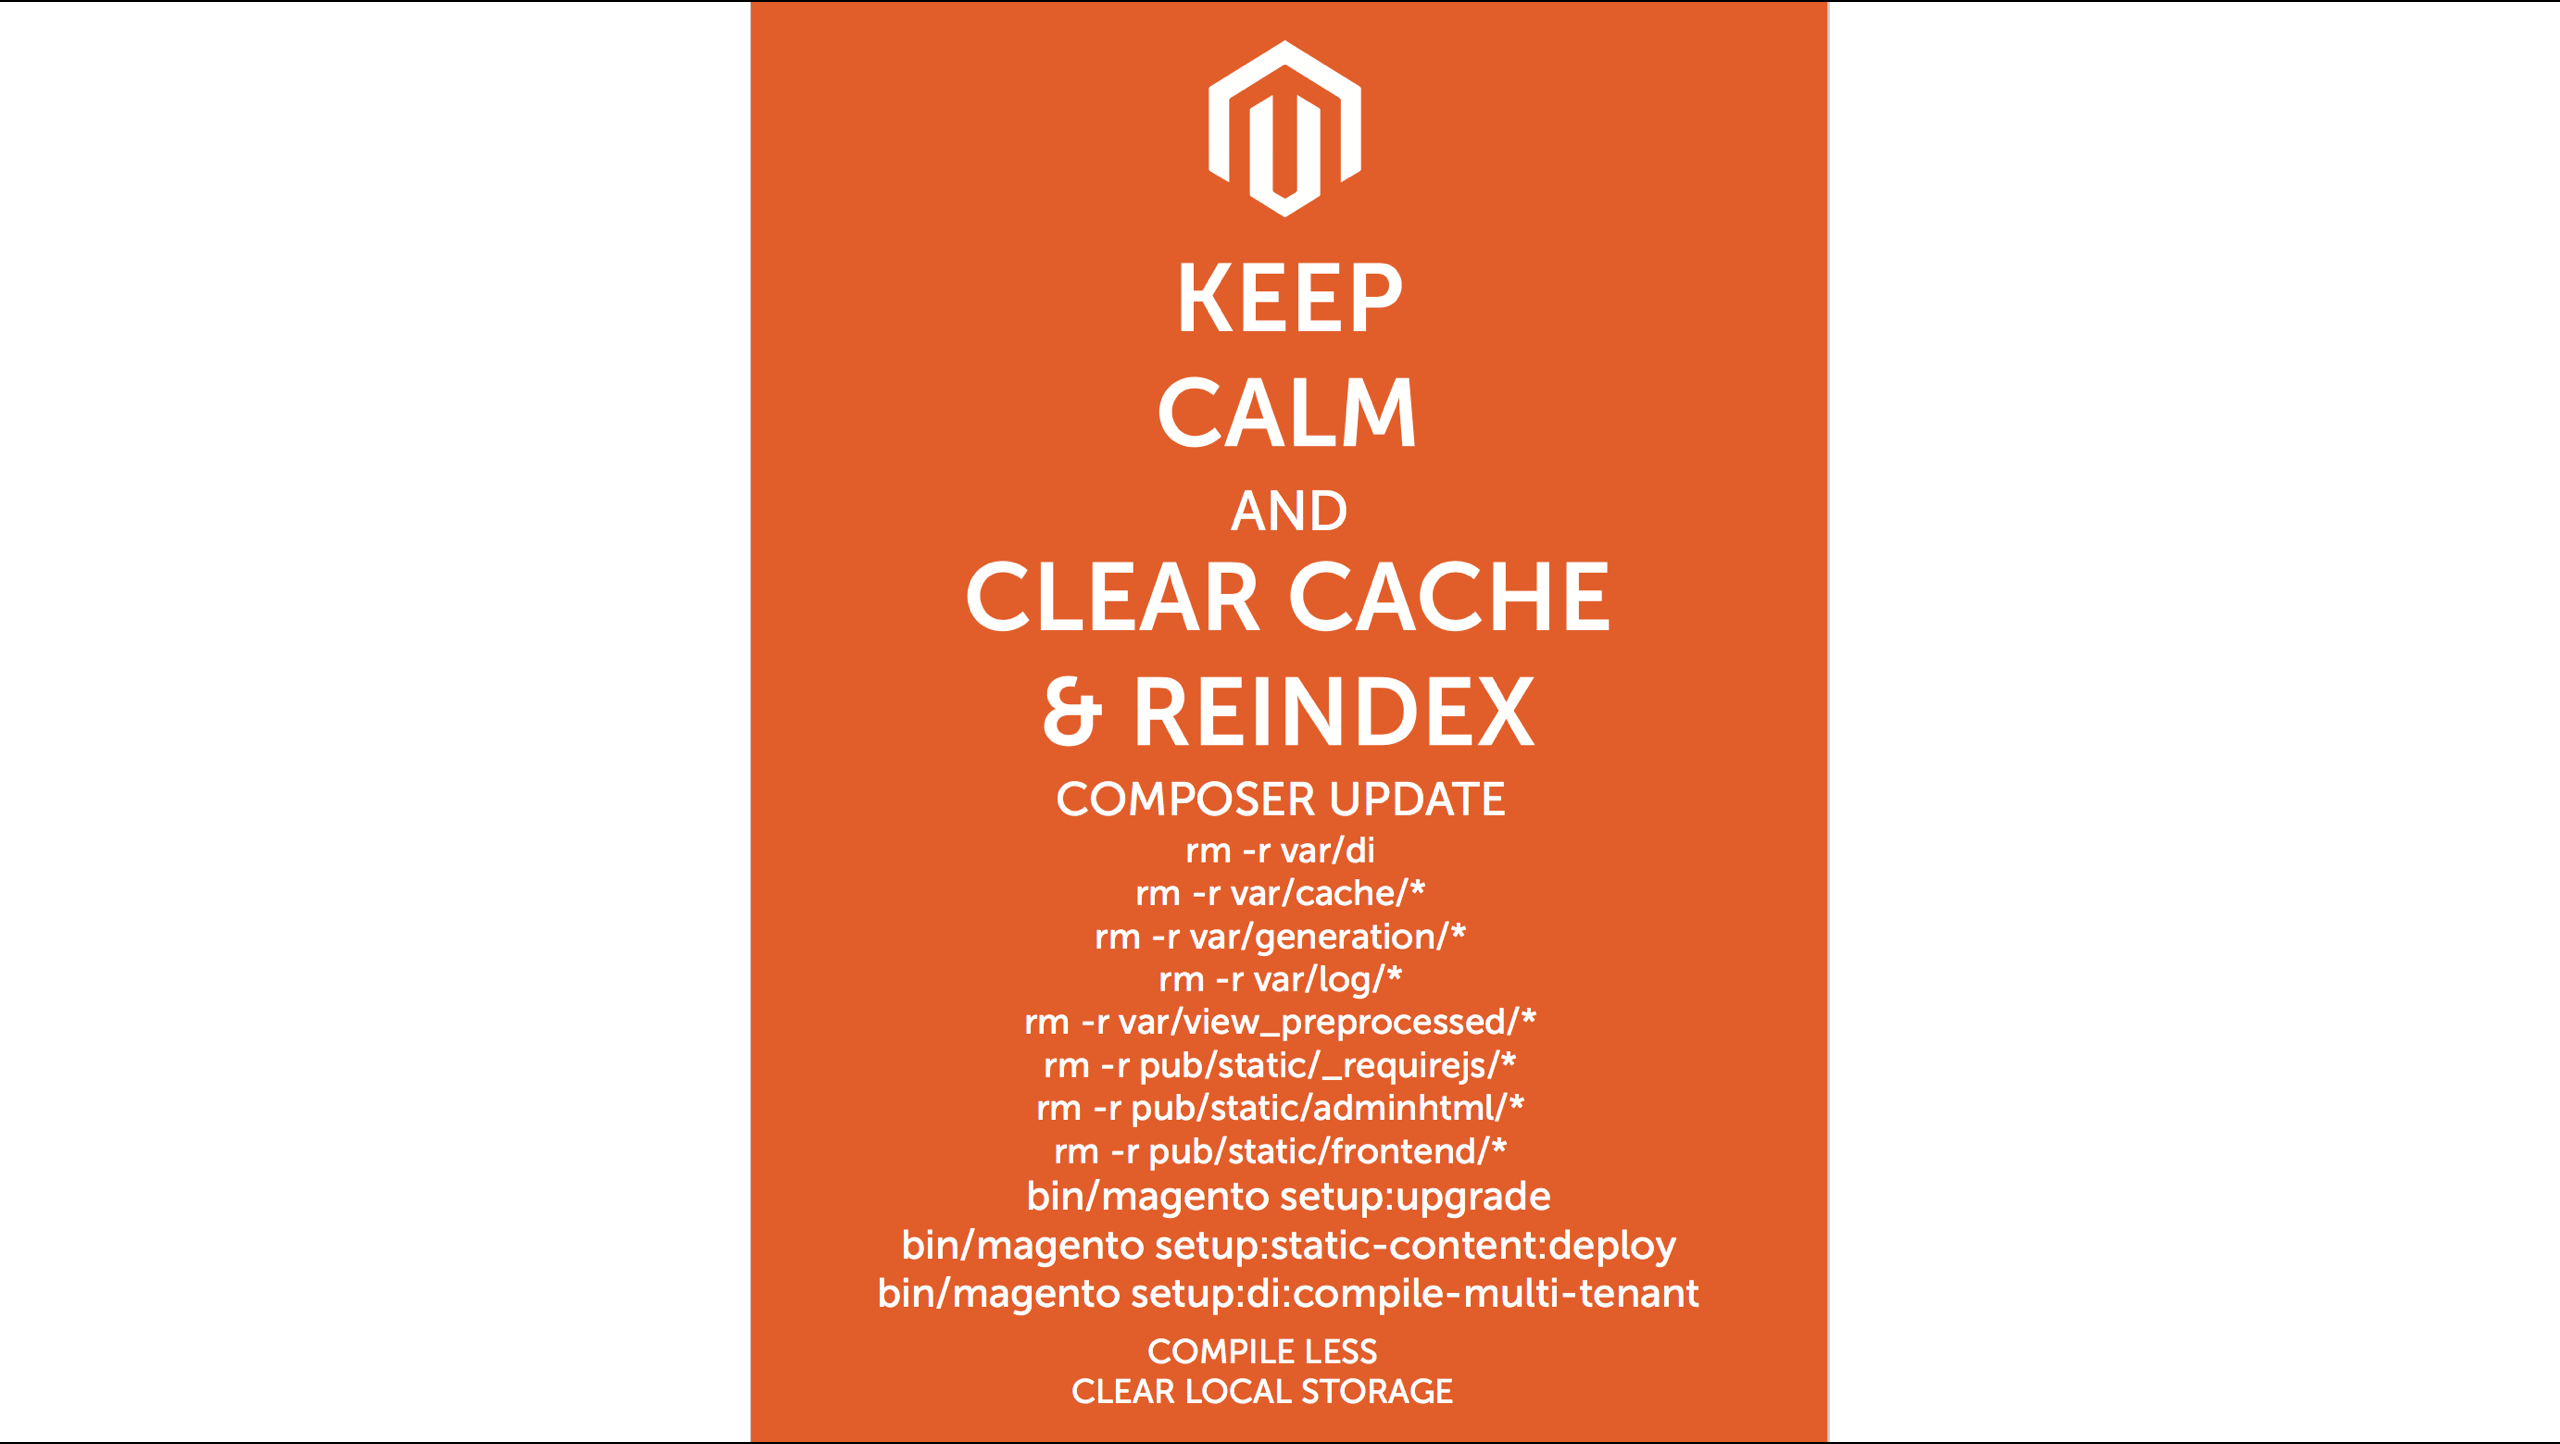 KEEP
CALM
AND
CLEAR CACHE
& REINDEX
COMPOSER UPDATE
rm -r var/di
rm -r var/cache/*
rm -r var/generation/*
rm -r var/log/*
rm -r var/view_preprocessed/*
rm -r pub/static/_requirejs/*
rm -r pub/static/adminhtml/*
rm -r pub/static/frontend/*
bin/magento setup:upgrade
bin/magento setup:static-content:deploy
bin/magento setup:di:compile-multi-tenant
COMPILE LESS
CLEAR LOCAL STORAGE